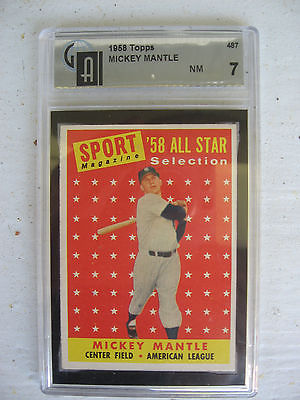 1958 Topps 487
MICKEY MANTLE
NM 7
GAI
SPORT '58 ALL STAR
Magazine Selection
MICKEY MANTLE
CENTER FIELD • AMERICAN LEAGUE